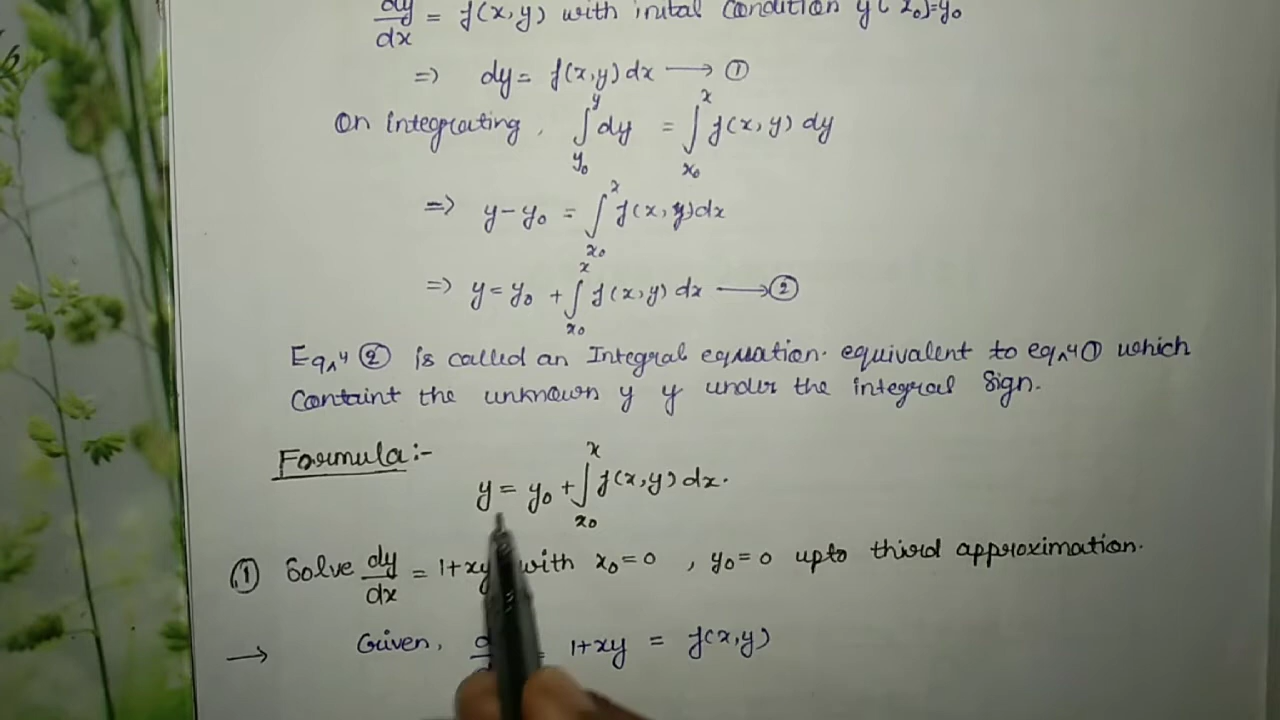 dy/dx = f(x,y) with inital condition y(x₀)=y₀
=> dy = f(x,y) dx ⟶ ①
On integrating, ∫_{y₀}^{y} dy = ∫_{x₀}^{x} f(x,y) dy
=> y-y₀ = ∫_{x₀}^{x} f(x,y)dx
=> y=y₀ + ∫_{x₀}^{x} f(x,y) dx ⟶ ②
Eqⁿ ② is called an Integral equation. equivalent to eqⁿ ① which
containt the unknown y y under the integral Sign.
Formula:-
y = y₀ + ∫_{x₀}^{x} f(x,y) dx.
① Solve dy/dx = 1+xy with x₀=0 , y₀=0 upto third approximation.
→ Given, = 1+xy = f(x,y)